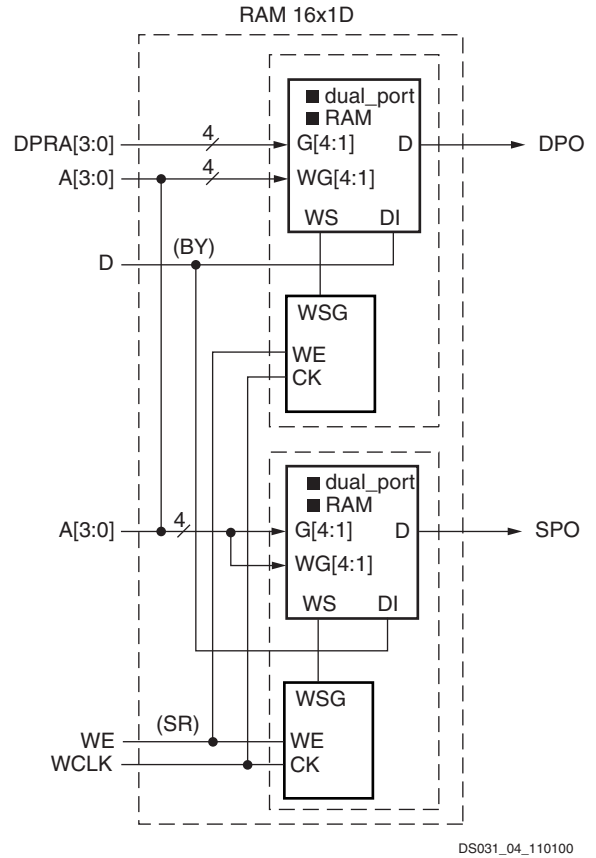 RAM 16x1D
dual_port
RAM
DPRA[3:0] 4 G[4:1] D DPO
A[3:0] 4 WG[4:1]
WS DI
D (BY)
WSG
WE
CK
dual_port
RAM
A[3:0] 4 G[4:1] D SPO
WG[4:1]
WS DI
WSG
WE (SR) WE
WCLK CK
DS031_04_110100